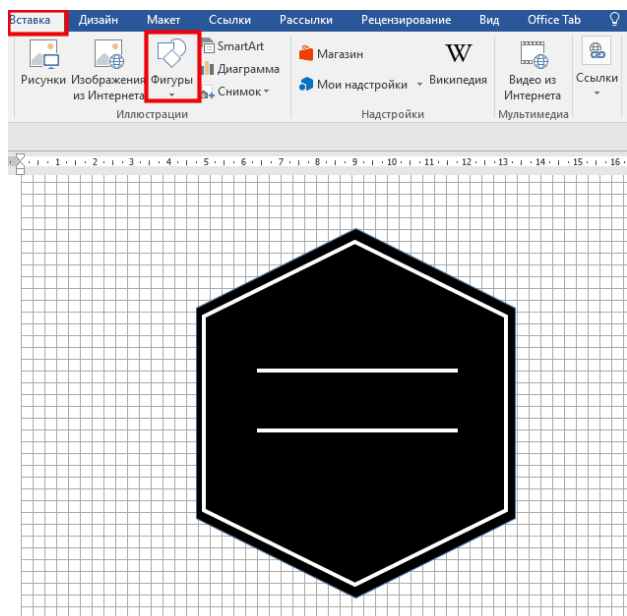 Вставка Дизайн Макет Ссылки Рассылки Рецензирование Вид Office Tab
SmartArt
Магазин
W
Диаграмма
Рисунки Изображения Фигуры
Мои надстройки Википедия Видео из Ссылки
из Интернета
Снимок
Интернета
Иллюстрации Надстройки Мультимедиа
1 2 3 4 5 6 7 8 9 10 11 12 13 14 15 16